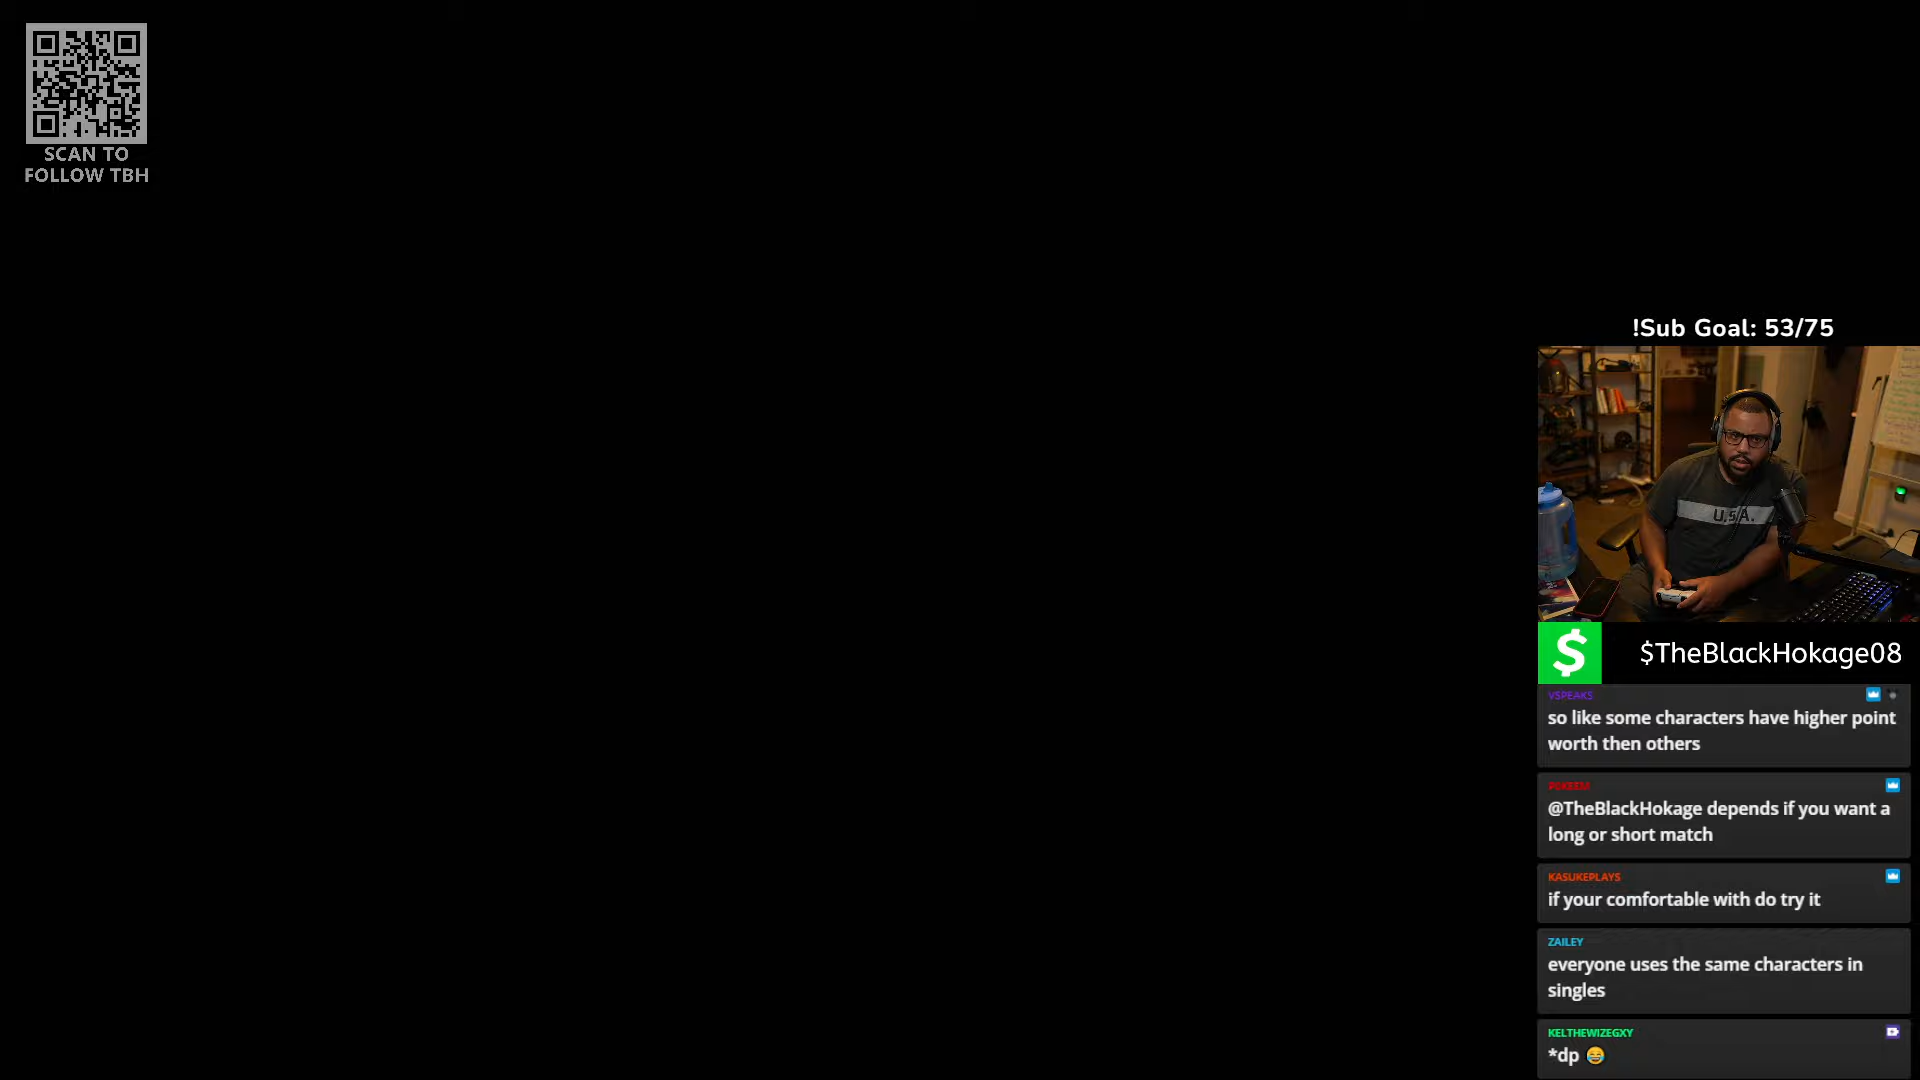 SCAN TO
FOLLOW TBH
!Sub Goal: 53/75
U.S.A.
$
$TheBlackHokage08
VSPEAKS
so like some characters have higher point
worth then others
@TheBlackHokage depends if you want a
long or short match
KASUKEPLAYS
if your comfortable with do try it
ZAILEY
everyone uses the same characters in
singles
KELTHEWIZEGXY
*dp 😂